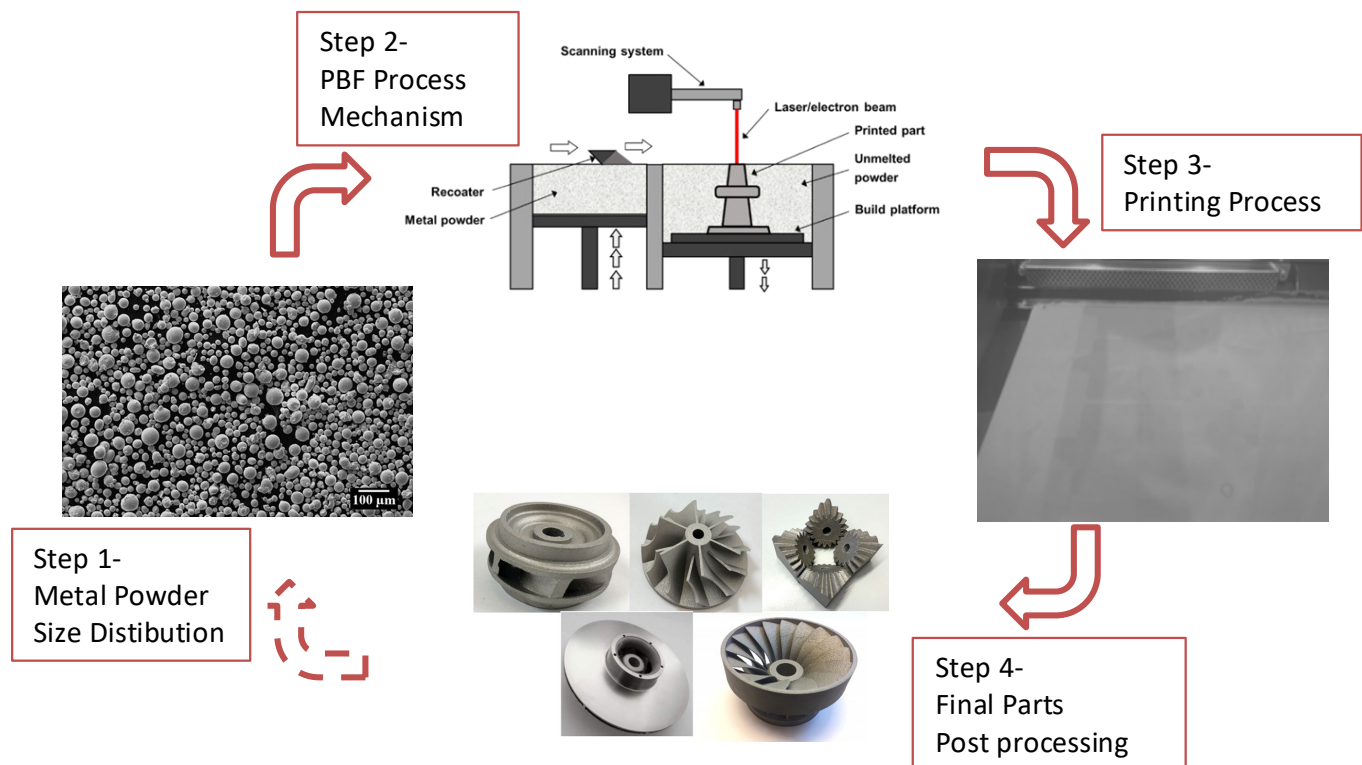 Step 2-
PBF Process
Mechanism
Scanning system
Laser/electron beam
Printed part
Unmelted
powder
Build platform
Recoater
Metal powder
Step 3-
Printing Process
100 µm
Step 1-
Metal Powder
Size Distibution
Step 4-
Final Parts
Post processing